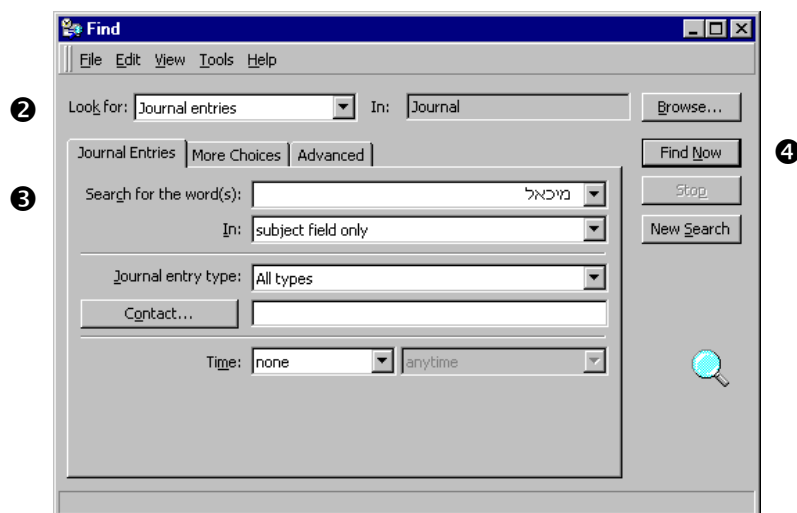 Find
File Edit View Tools Help
❷ Look for: Journal entries In: Journal Browse...
Journal Entries More Choices Advanced Find Now ❹
❸ Search for the word(s): מיכאל Stop
In: subject field only New Search
Journal entry type: All types
Contact...
Time: none anytime